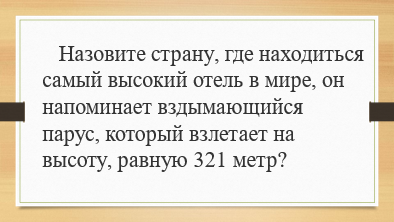 Назовите страну, где находиться
самый высокий отель в мире, он
напоминает вздымающийся
парус, который взлетает на
высоту, равную 321 метр?